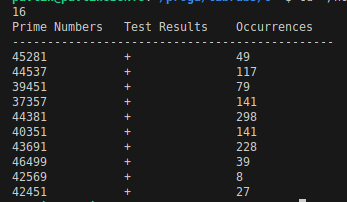 16
Prime Numbers Test Results Occurrences
------------------------------------------------
45281 + 49
44537 + 117
39451 + 79
37357 + 141
44381 + 298
40351 + 141
43691 + 228
46499 + 39
42569 + 8
42451 + 27